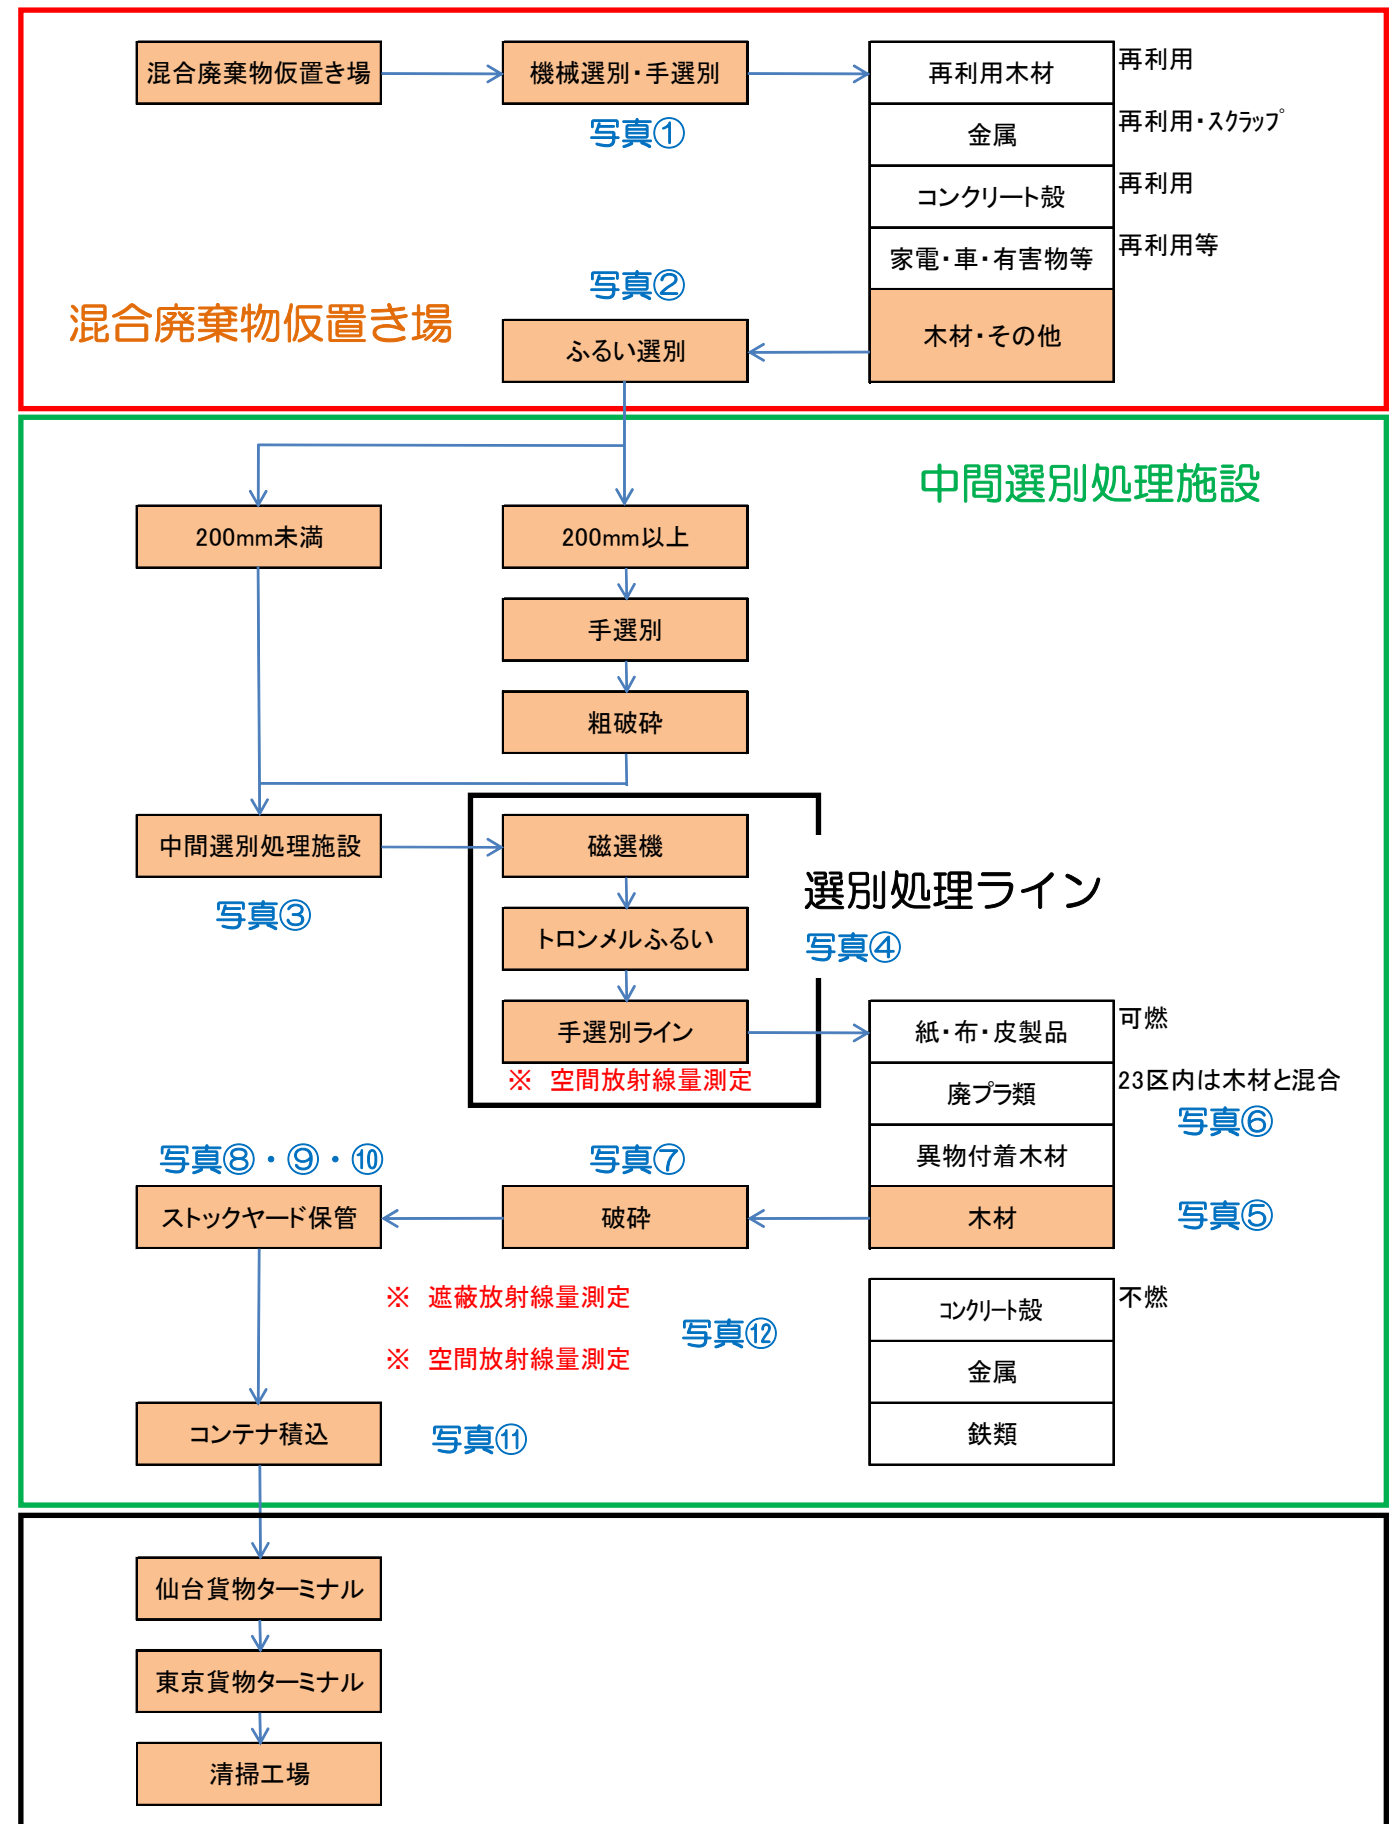 混合廃棄物仮置き場
機械選別・手選別
写真①
再利用木材
再利用
金属
再利用・スクラップ
コンクリート殻
再利用
家電・車・有害物等
再利用等
写真②
混合廃棄物仮置き場
ふるい選別
木材・その他
中間選別処理施設
200mm未満
200mm以上
手選別
粗破砕
中間選別処理施設
写真③
磁選機
選別処理ライン
トロンメルふるい
写真④
手選別ライン
※ 空間放射線量測定
紙・布・皮製品
可燃
廃プラ類
23区内は木材と混合
写真⑥
異物付着木材
写真⑧・⑨・⑩
写真⑦
ストックヤード保管
破砕
木材
写真⑤
※ 遮蔽放射線量測定
写真⑫
※ 空間放射線量測定
コンクリート殻
不燃
金属
鉄類
コンテナ積込
写真⑪
仙台貨物ターミナル
東京貨物ターミナル
清掃工場